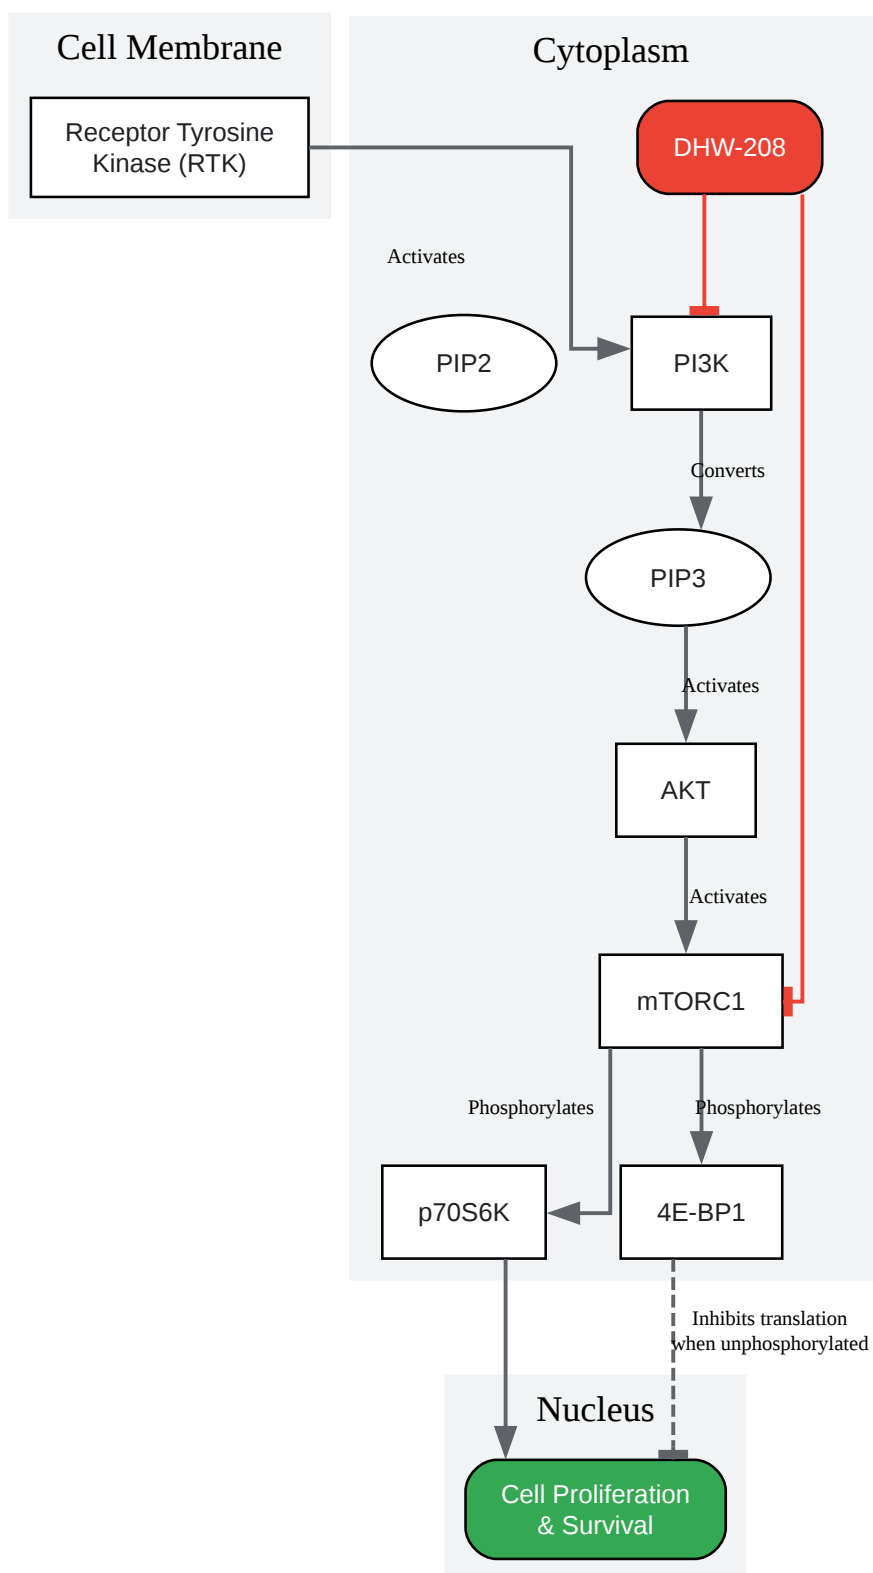 Cell Membrane
Cytoplasm
Receptor Tyrosine
Kinase (RTK)
DHW-208
Activates
PIP2
PI3K
Converts
PIP3
Activates
AKT
Activates
mTORC1
Phosphorylates
Phosphorylates
p70S6K
4E-BP1
Inhibits translation
when unphosphorylated
Nucleus
Cell Proliferation
& Survival